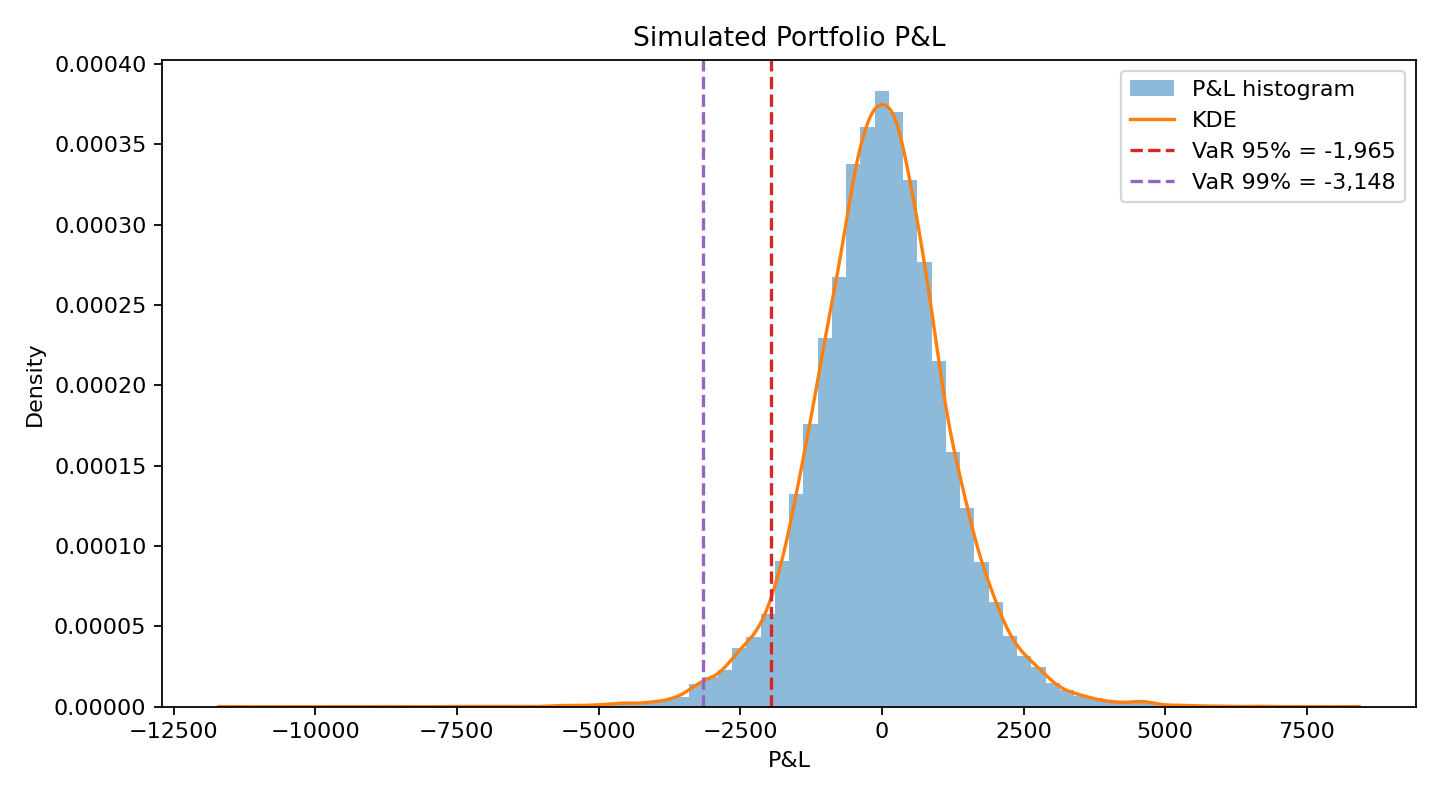 Simulated Portfolio P&L
P&L histogram
KDE
VaR 95% = -1,965
VaR 99% = -3,148
0.00040
0.00035
0.00030
0.00025
0.00020
0.00015
0.00010
0.00005
0.00000
Density
−12500 −10000 −7500 −5000 −2500 0 2500 5000 7500
P&L